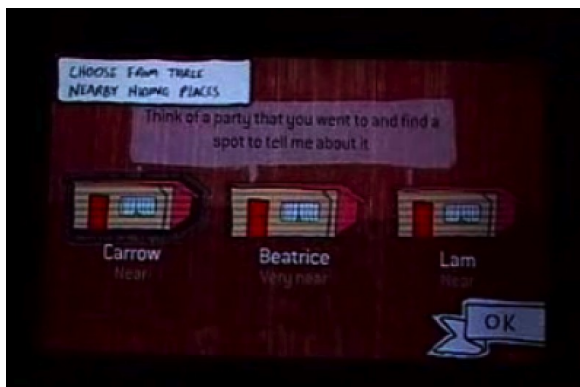 CHOOSE FROM THREE
NEARBY HIDING PLACES
Think of a party that you went to and find a
spot to tell me about it
Carrow
Near
Beatrice
Very near
Lam
Near
OK